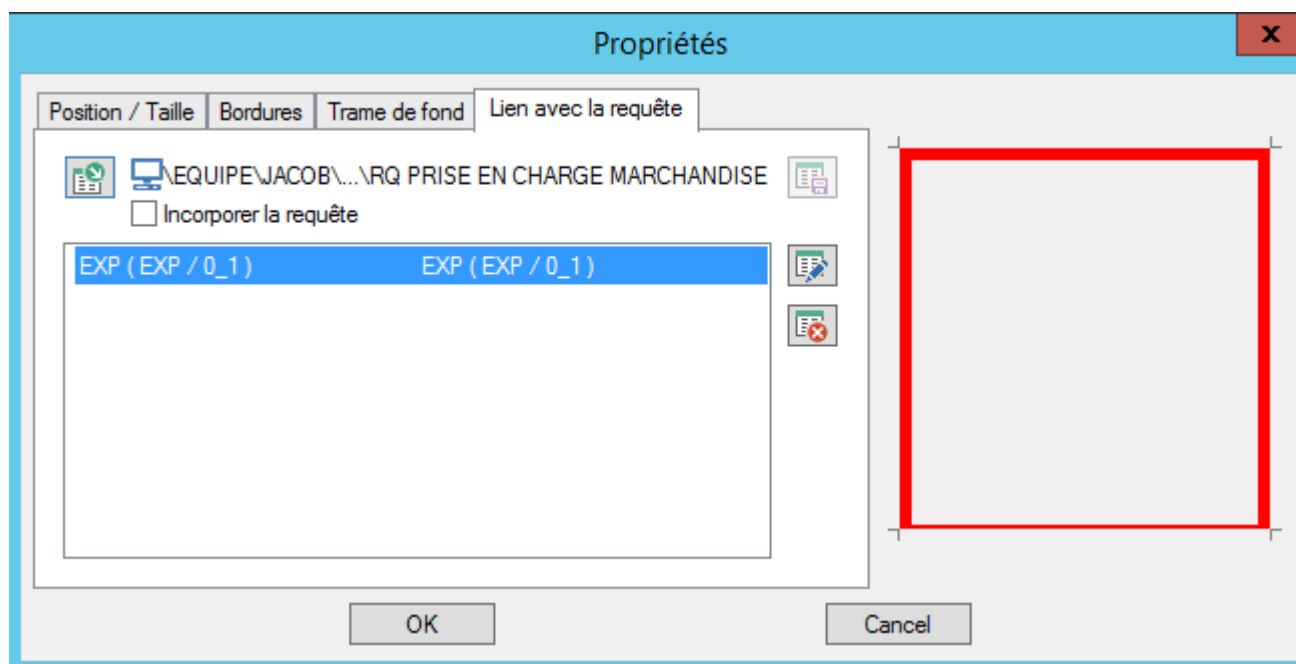 Propriétés
x
Position / Taille Bordures Trame de fond Lien avec la requête
\EQUIPE\JACOB\...\RQ PRISE EN CHARGE MARCHANDISE
Incorporer la requête
EXP ( EXP / 0_1 ) EXP ( EXP / 0_1 )
OK Cancel